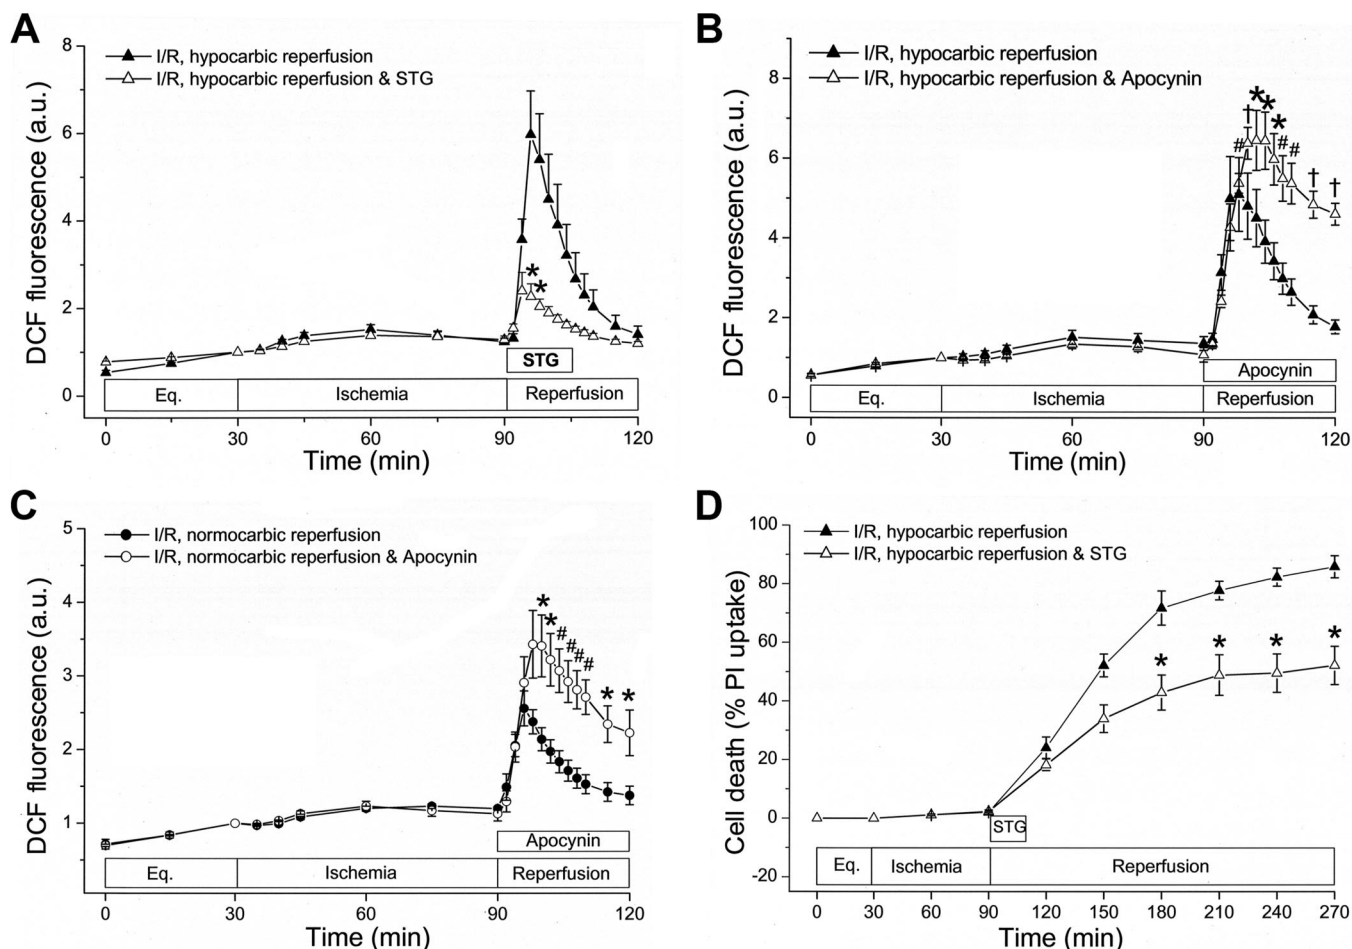 A
I/R, hypocarbic reperfusion
I/R, hypocarbic reperfusion & STG
DCF fluorescence (a.u.)
8
6
4
2
0
*
*
STG
Eq.
Ischemia
Reperfusion
0
30
60
90
120
Time (min)
B
I/R, hypocarbic reperfusion
I/R, hypocarbic reperfusion & Apocynin
DCF fluorescence (a.u.)
8
6
4
2
0
#
†
*
*
*
#
#
†
†
Apocynin
Eq.
Ischemia
Reperfusion
0
30
60
90
120
Time (min)
C
I/R, normocarbic reperfusion
I/R, normocarbic reperfusion & Apocynin
DCF fluorescence (a.u.)
5
4
3
2
1
*
*
#
#
#
#
*
*
Apocynin
Eq.
Ischemia
Reperfusion
0
30
60
90
120
Time (min)
D
I/R, hypocarbic reperfusion
I/R, hypocarbic reperfusion & STG
Cell death (% PI uptake)
100
80
60
40
20
0
-20
*
*
*
*
STG
Eq.
Ischemia
Reperfusion
0
30
60
90
120
150
180
210
240
270
Time (min)